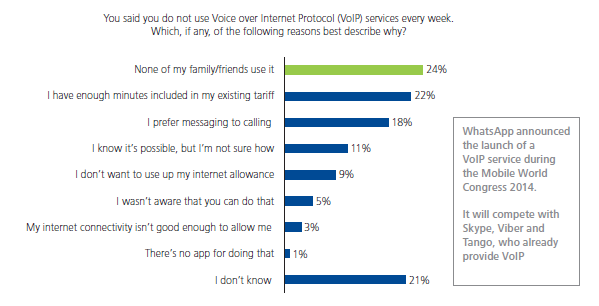 You said you do not use Voice over Internet Protocol (VoIP) services every week.
Which, if any, of the following reasons best describe why?
None of my family/friends use it 24%
I have enough minutes included in my existing tariff 22%
I prefer messaging to calling 18%
I know it's possible, but I'm not sure how 11%
I don't want to use up my internet allowance 9%
I wasn't aware that you can do that 5%
My internet connectivity isn't good enough to allow me 3%
There's no app for doing that 1%
I don't know 21%
WhatsApp announced
the launch of a
VoIP service during
the Mobile World
Congress 2014.
It will compete with
Skype, Viber and
Tango, who already
provide VoIP